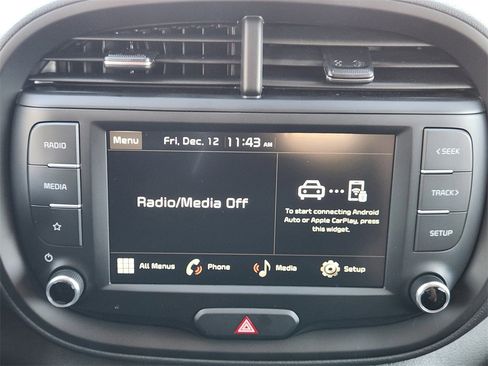 RADIO
MEDIA
Menu
Fri, Dec. 12 11:43 AM
Radio/Media Off
To start connecting Android
Auto or Apple CarPlay, press
this widget.
All Menus
Phone
Media
Setup
< SEEK
TRACK >
SETUP